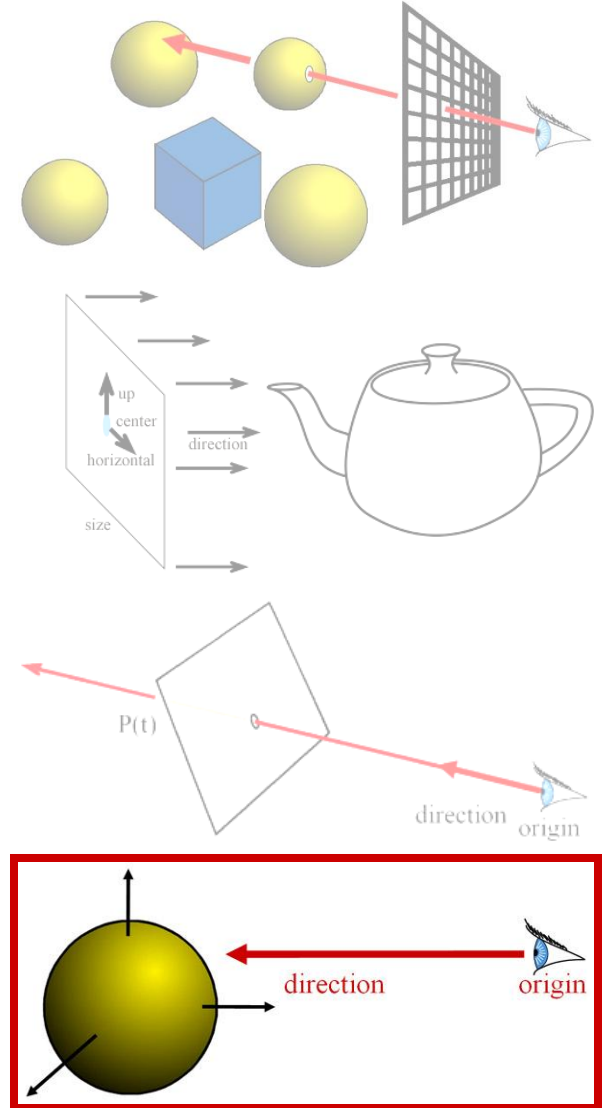 up
center
direction
horizontal
size
P(t)
direction
origin
direction
origin